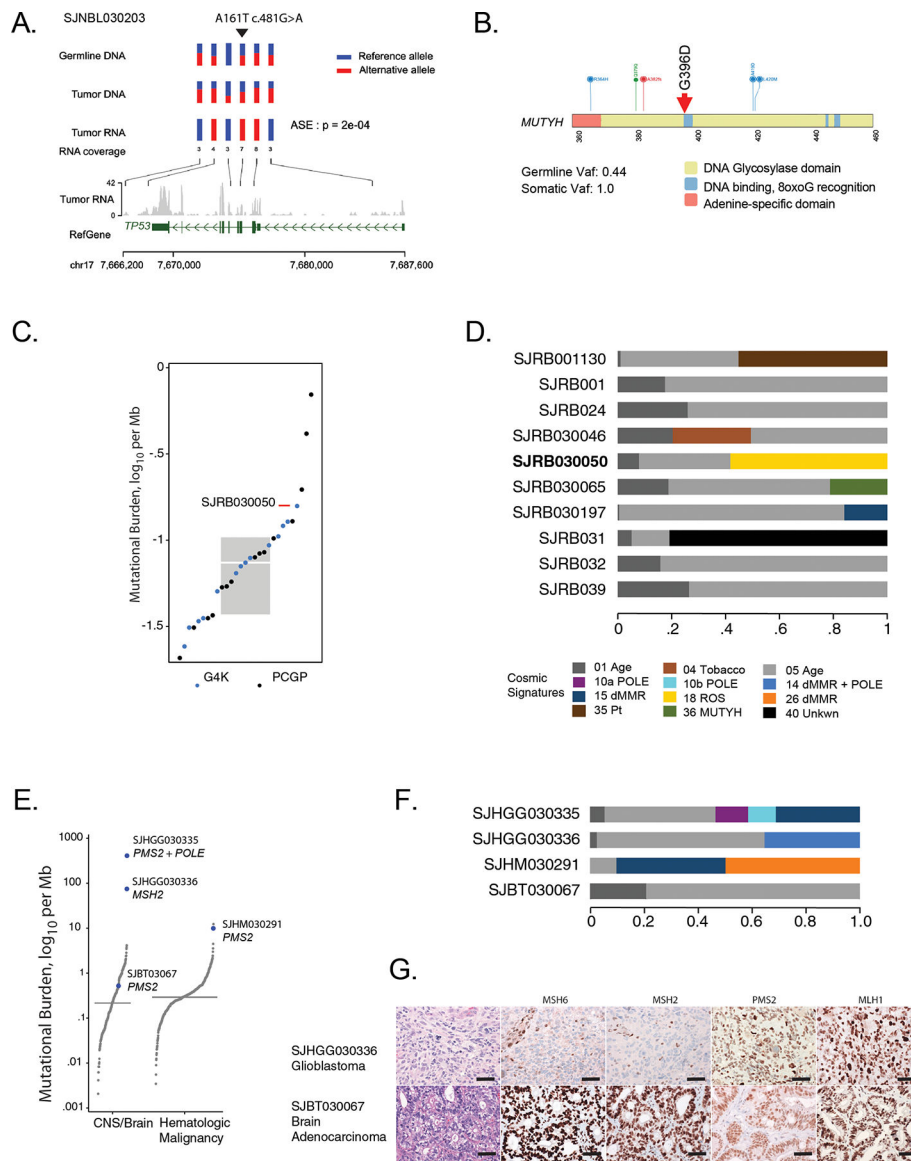 A.
SJNBL030203
A161T c.481G>A
Germline DNA
Reference allele
Alternative allele
Tumor DNA
Tumor RNA
ASE : p = 2e-04
RNA coverage
3 4 3 7 8 3
42
Tumor RNA
0
TP53
RefGene
chr17 7,666,200 7,670,000 7,680,000 7,687,600
B.
G396D
MUTYH
360 380 400 420 440 460
Germline Vaf: 0.44
Somatic Vaf: 1.0
DNA Glycosylase domain
DNA binding, 8oxoG recognition
Adenine-specific domain
C.
Mutational Burden, log10 per Mb
0
-.5
SJRB030050
-1
-1.5
G4K PCGP
D.
SJRB001130
SJRB001
SJRB024
SJRB030046
SJRB030050
SJRB030065
SJRB030197
SJRB031
SJRB032
SJRB039
0 .2 .4 .6 .8 1
Cosmic
Signatures
01 Age 04 Tobacco 05 Age
10a POLE 10b POLE 14 dMMR + POLE
15 dMMR 18 ROS 26 dMMR
35 Pt 36 MUTYH 40 Unkwn
E.
Mutational Burden, log10 per Mb
1000
100
10
1
.1
.01
.001
SJHGG030335
PMS2 + POLE
SJHGG030336
MSH2
SJHM030291
PMS2
SJBT03067
PMS2
CNS/Brain
Hematologic
Malignancy
F.
SJHGG030335
SJHGG030336
SJHM030291
SJBT030067
0 0.2 0.4 0.6 0.8 1.0
G.
MSH6 MSH2 PMS2 MLH1
SJHGG030336
Glioblastoma
SJBT030067
Brain
Adenocarcinoma